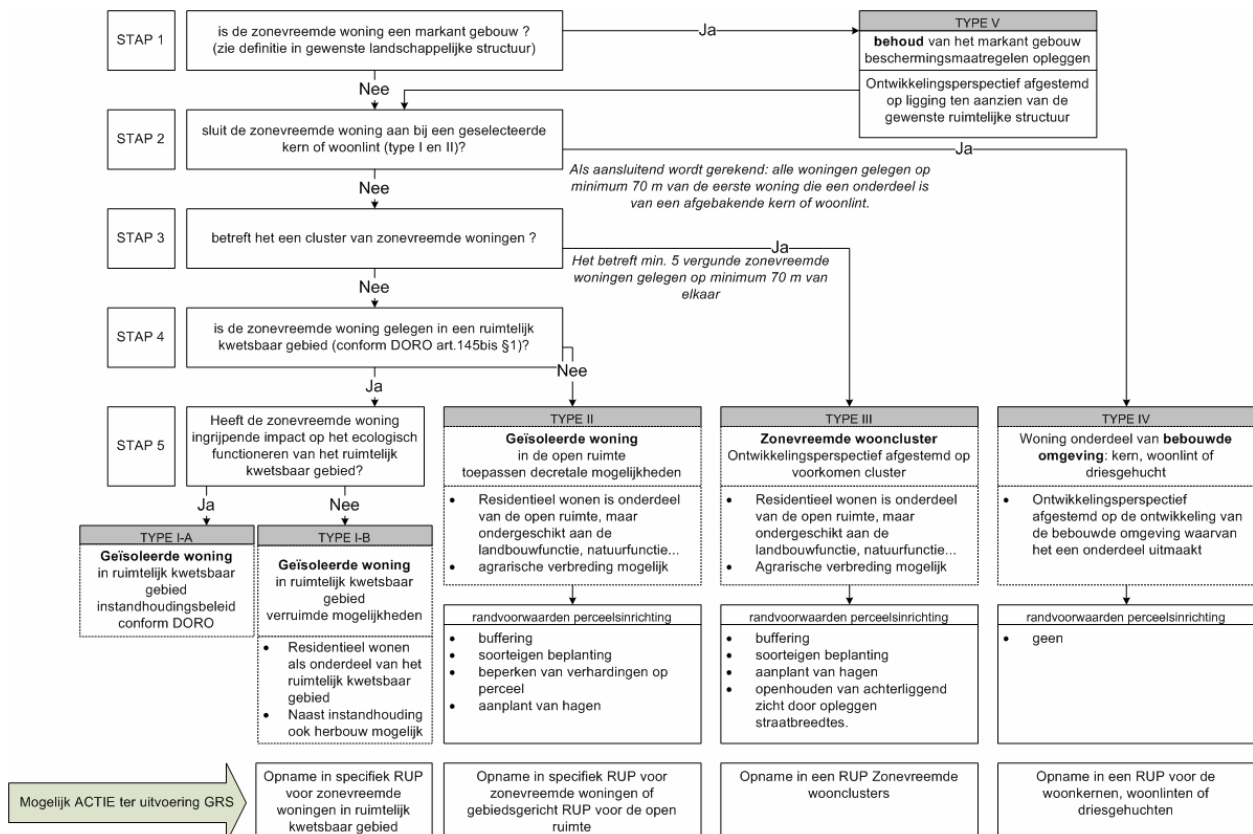 STAP 1
is de zonevreemde woning een markant gebouw ?
(zie definitie in gewenste landschappelijke structuur)
Ja
TYPE V
behoud van het markant gebouw
beschermingsmaatregelen opleggen
Ontwikkelingsperspectief afgestemd
op ligging ten aanzien van de
gewenste ruimtelijke structuur
Nee
STAP 2
sluit de zonevreemde woning aan bij een geselecteerde
kern of woonlint (type I en II)?
Ja
Als aansluitend wordt gerekend: alle woningen gelegen op
minimum 70 m van de eerste woning die een onderdeel is
van een afgebakende kern of woonlint.
Nee
STAP 3
betreft het een cluster van zonevreemde woningen ?
Ja
Het betreft min. 5 vergunde zonevreemde
woningen gelegen op minimum 70 m van
elkaar
Nee
STAP 4
is de zonevreemde woning gelegen in een ruimtelijk
kwetsbaar gebied (conform DORO art.145bis §1)?
Nee
Ja
STAP 5
Heeft de zonevreemde woning
ingrijpende impact op het ecologisch
functioneren van het ruimtelijk
kwetsbaar gebied?
Ja
Nee
TYPE I-A
Geïsoleerde woning
in ruimtelijk kwetsbaar
gebied
instandhoudingsbeleid
conform DORO
TYPE I-B
Geïsoleerde woning
in ruimtelijk kwetsbaar
gebied
verruimde mogelijkheden
• Residentieel wonen
als onderdeel van het
ruimtelijk kwetsbaar
gebied
• Naast instandhouding
ook herbouw mogelijk
TYPE II
Geïsoleerde woning
in de open ruimte
toepassen decretale mogelijkheden
• Residentieel wonen is onderdeel
van de open ruimte, maar
ondergeschikt aan de
landbouwfunctie, natuurfunctie...
• agrarische verbreding mogelijk
randvoorwaarden perceelsinrichting
• buffering
• soorteigen beplanting
• beperken van verhardingen op
perceel
• aanplant van hagen
TYPE III
Zonevreemde wooncluster
Ontwikkelingsperspectief afgestemd op
voorkomen cluster
• Residentieel wonen is onderdeel
van de open ruimte, maar
ondergeschikt aan de
landbouwfunctie, natuurfunctie...
• Agrarische verbreding mogelijk
randvoorwaarden perceelsinrichting
• buffering
• soorteigen beplanting
• aanplant van hagen
• openhouden van achterliggend
zicht door opleggen
straatbreedtes.
TYPE IV
Woning onderdeel van bebouwde
omgeving: kern, woonlint of
driesgehucht
• Ontwikkelingsperspectief
afgestemd op de ontwikkeling van
de bebouwde omgeving waarvan
het een onderdeel uitmaakt
randvoorwaarden perceelsinrichting
• geen
Mogelijk ACTIE ter uitvoering GRS
Opname in specifiek RUP
voor zonevreemde
woningen in ruimtelijk
kwetsbaar gebied
Opname in specifiek RUP voor
zonevreemde woningen of
gebiedsgericht RUP voor de open
ruimte
Opname in een RUP Zonevreemde
woonclusters
Opname in een RUP voor de
woonkernen, woonlinten of
driesgehuchten